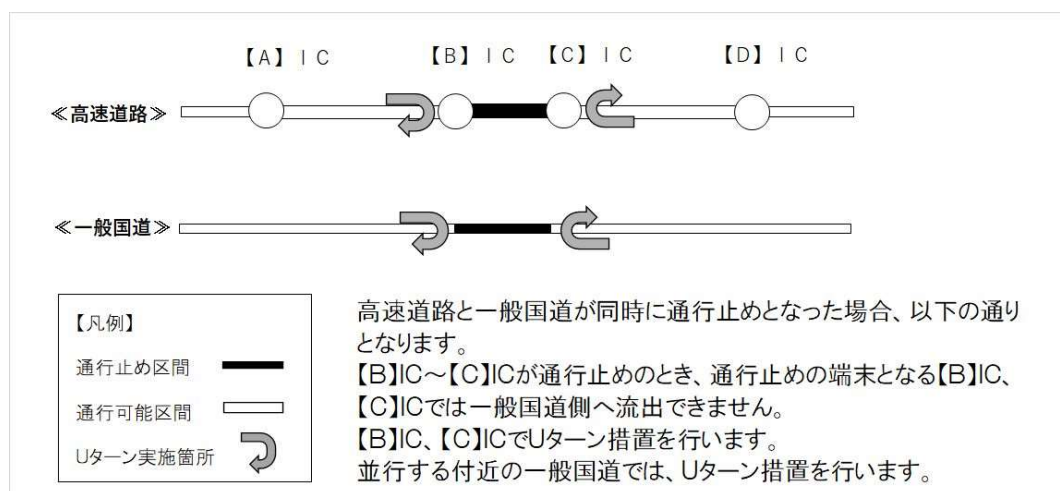 【A】ＩＣ 【B】ＩＣ 【C】ＩＣ 【D】ＩＣ
≪高速道路≫
≪一般国道≫
【凡例】
通行止め区間
通行可能区間
Uターン実施箇所
高速道路と一般国道が同時に通行止めとなった場合、以下の通り
となります。
【B】IC～【C】ICが通行止めのとき、通行止めの端末となる【B】IC、
【C】ICでは一般国道側へ流出できません。
【B】IC、【C】ICでUターン措置を行います。
並行する付近の一般国道では、Uターン措置を行います。